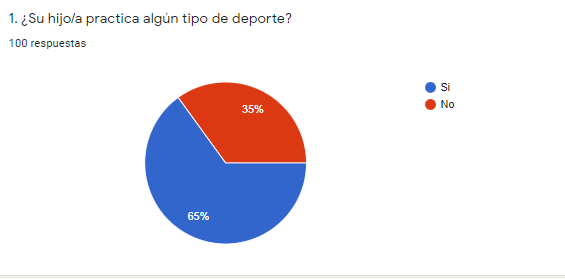 1. ¿Su hijo/a practica algún tipo de deporte?
100 respuestas
Si
No
35%
65%